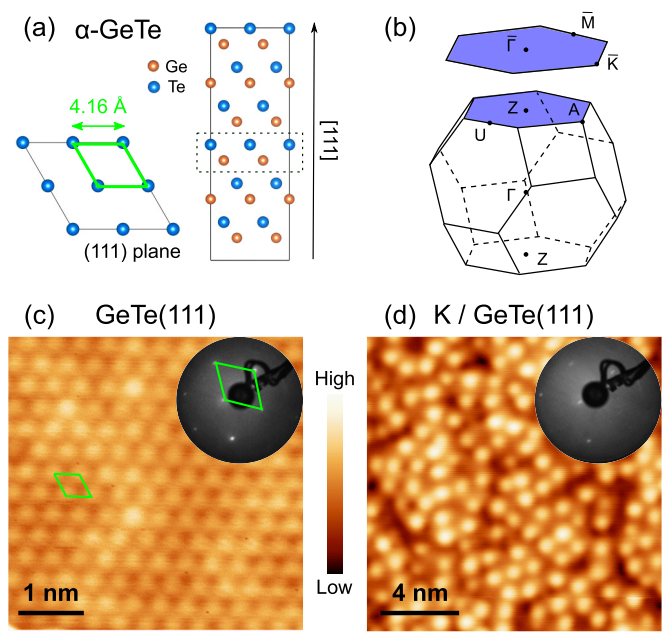 (a) α-GeTe
Ge
Te
4.16 Å
(111) plane
[111]
(b)
M̅
Γ̅
K̅
Z
A
U
Γ
Z
(c) GeTe(111)
1 nm
High
Low
(d) K / GeTe(111)
4 nm